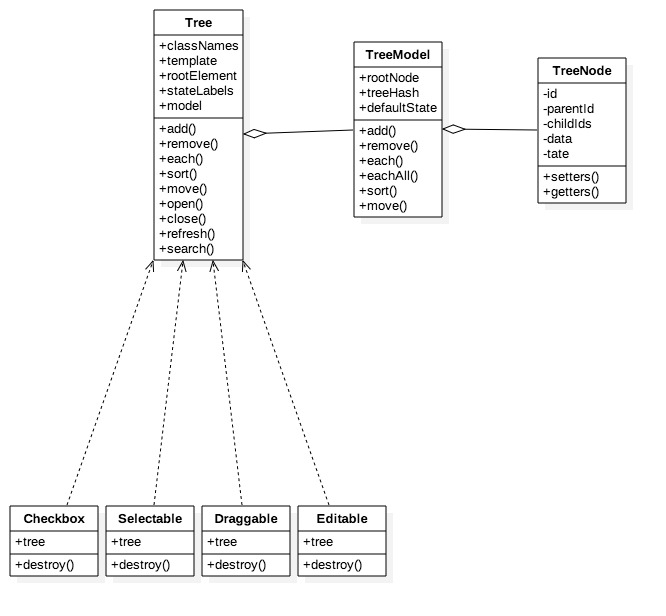 Tree
+classNames
+template
+rootElement
+stateLabels
+model
+add()
+remove()
+each()
+sort()
+move()
+open()
+close()
+refresh()
+search()
TreeModel
+rootNode
+treeHash
+defaultState
+add()
+remove()
+each()
+eachAll()
+sort()
+move()
TreeNode
-id
-parentId
-childIds
-data
-tate
+setters()
+getters()
Checkbox
+tree
+destroy()
Selectable
+tree
+destroy()
Draggable
+tree
+destroy()
Editable
+tree
+destroy()